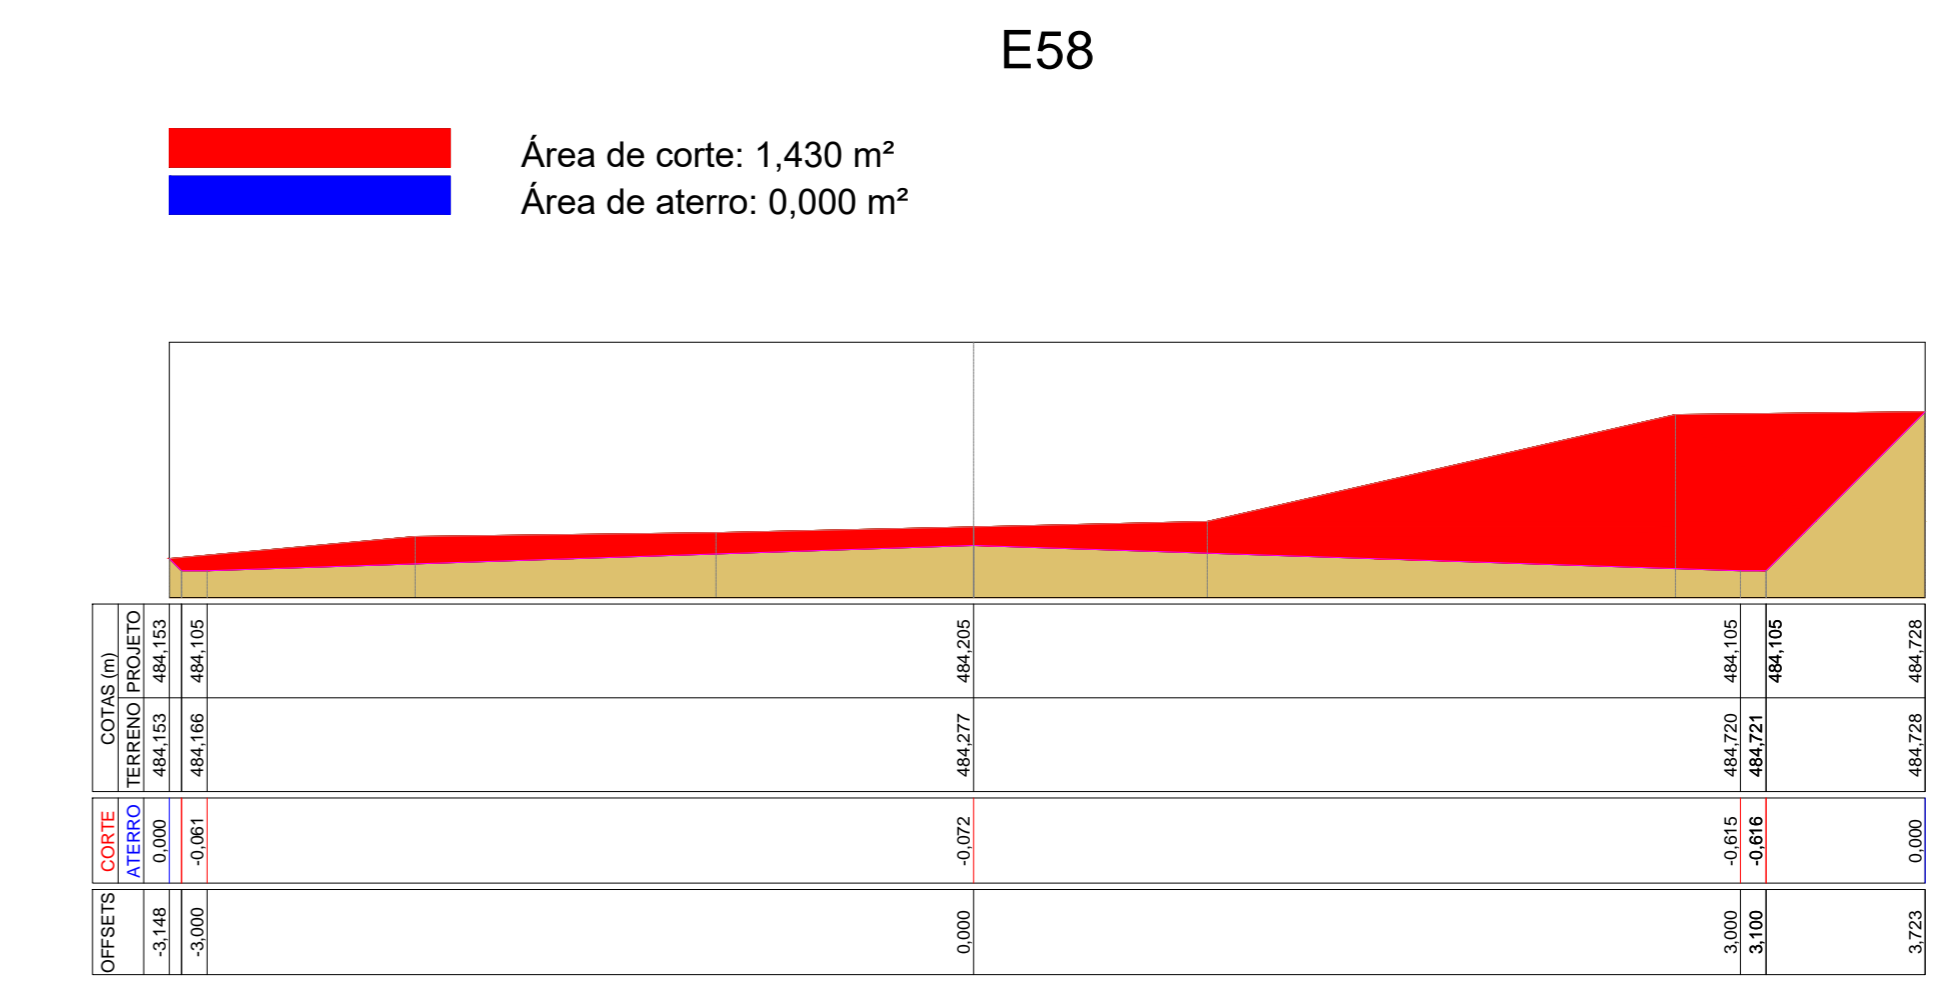 E58
Área de corte: 1,430 m²
Área de aterro: 0,000 m²
COTAS (m)
PROJETO
484,153
484,105
484,205
484,105
484,105
484,728
TERRENO
484,153
484,166
484,277
484,720
484,721
484,728
CORTE
ATERRO
0,000
-0,061
-0,072
-0,615
-0,616
0,000
OFFSETS
-3,148
-3,000
0,000
3,000
3,100
3,723